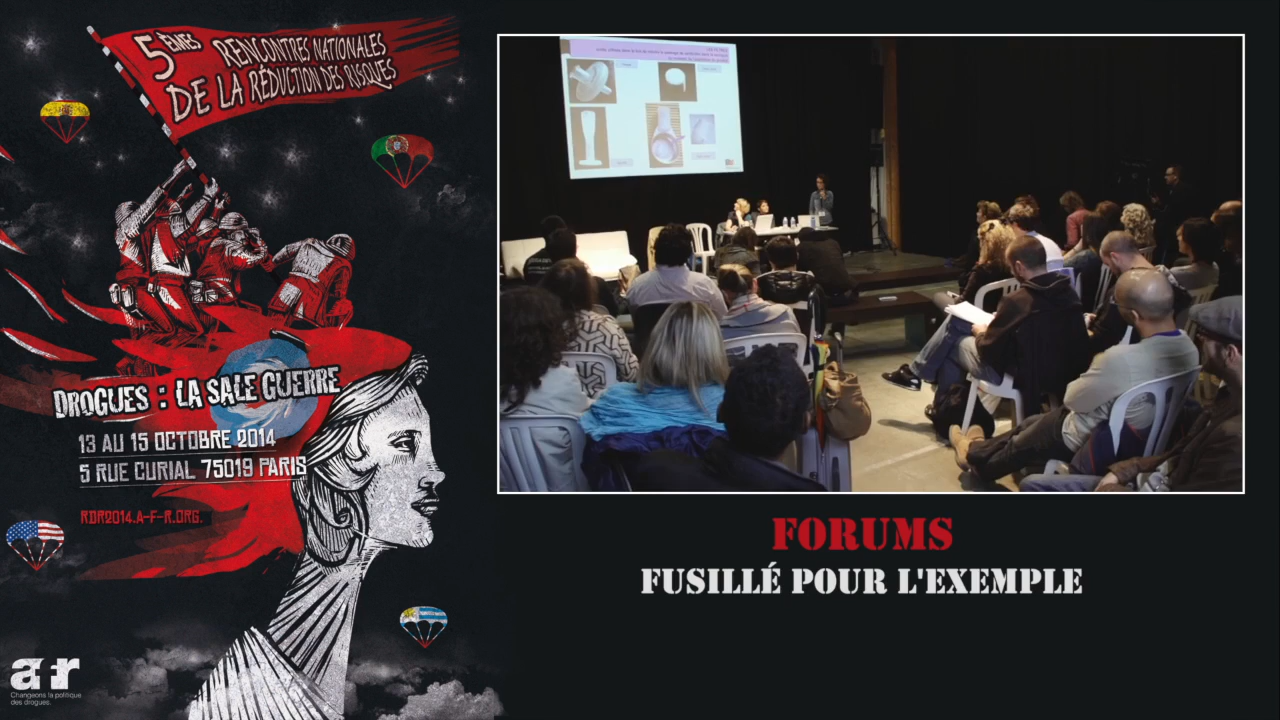 5ÈMES RENCONTRES NATIONALES
DE LA RÉDUCTION DES RISQUES
DROGUES : LA SALE GUERRE
13 AU 15 OCTOBRE 2014
5 RUE CURIAL 75019 PARIS
RDR2014.A-F-R.ORG.
afr
Changeons la politique
des drogues.
FORUMS
FUSILLÉ POUR L'EXEMPLE